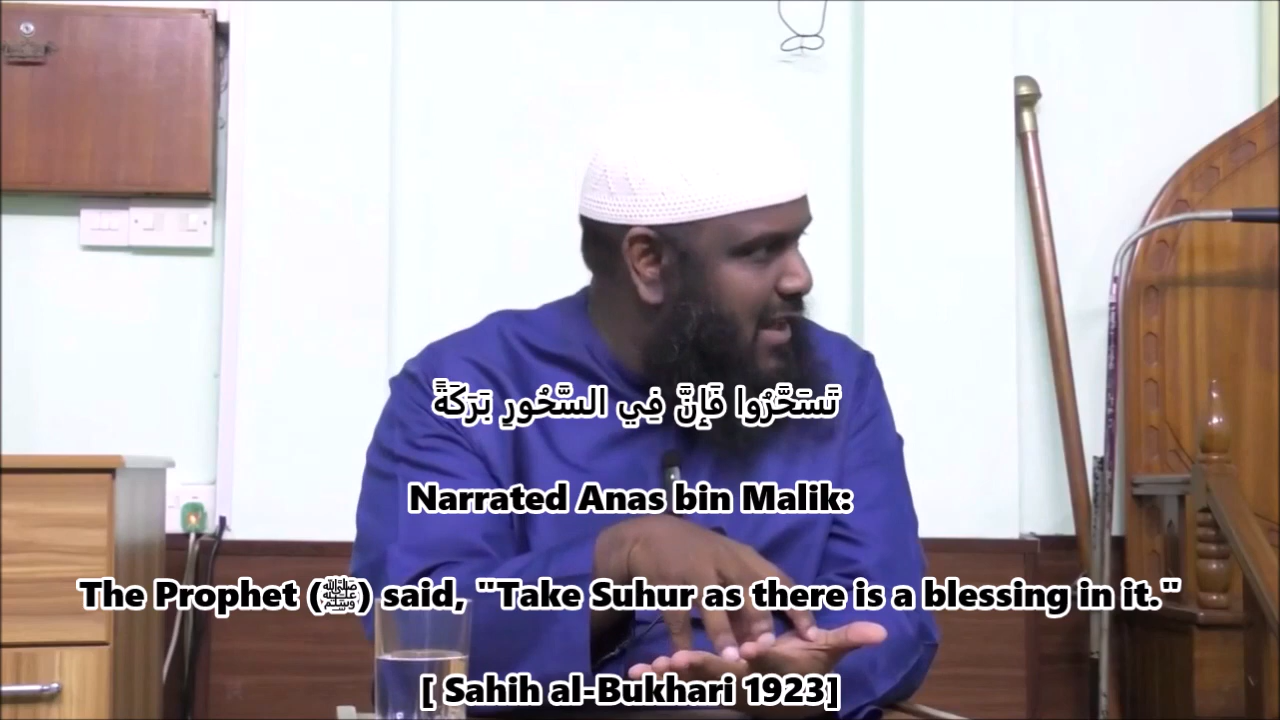 تَسَحَّرُوا فَإِنَّ فِي السَّحُورِ بَرَكَةً
Narrated Anas bin Malik:
The Prophet (ﷺ) said, "Take Suhur as there is a blessing in it."
[ Sahih al-Bukhari 1923]